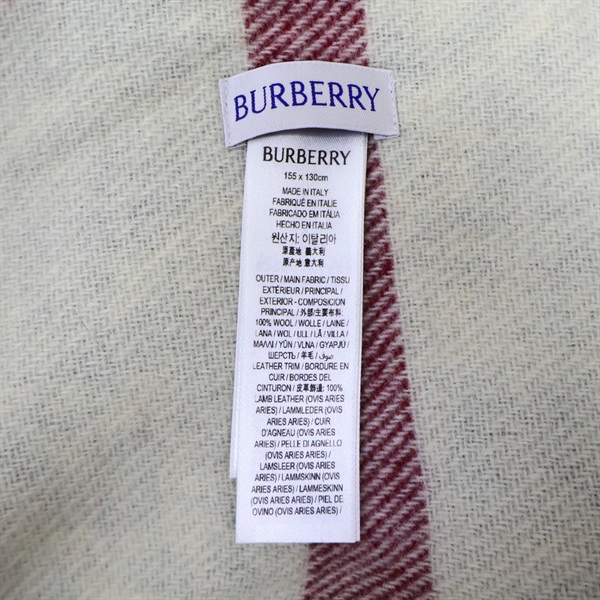 BURBERRY
BURBERRY
155 x 130cm
MADE IN ITALY
FABRIQUÉ EN ITALIE
FABRICADO EM ITÁLIA
HECHO EN ITALIA
원산지: 이탈리아
原產地 義大利
原产地 意大利
OUTER / MAIN FABRIC / TISSU
EXTÉRIEUR / PRINCIPAL /
EXTERIOR - COMPOSICION
PRINCIPAL / 外部/主要布料:
100% WOOL / WOLLE / LAINE /
LANA / WOL / ULL / LÃ / VILLA /
ΜΑΛΛΙ / YÜN / VLNA / GYAPJÚ /
ШЕРСТЬ / 羊毛 / صوف /
LEATHER TRIM / BORDURE EN
CUIR / BORDES DEL
CINTURON / 皮革飾邊: 100%
LAMB LEATHER (OVIS ARIES
ARIES) / LAMMLEDER (OVIS
ARIES ARIES) / CUIR
D'AGNEAU (OVIS ARIES
ARIES) / PELLE DI AGNELLO
(OVIS ARIES ARIES) /
LAMSLEER (OVIS ARIES
ARIES) / LAMMSKINN (OVIS
ARIES ARIES) / LAMMESKINN
(OVIS ARIES ARIES) / PIEL DE
OVINO (OVIS ARIES ARIES) /